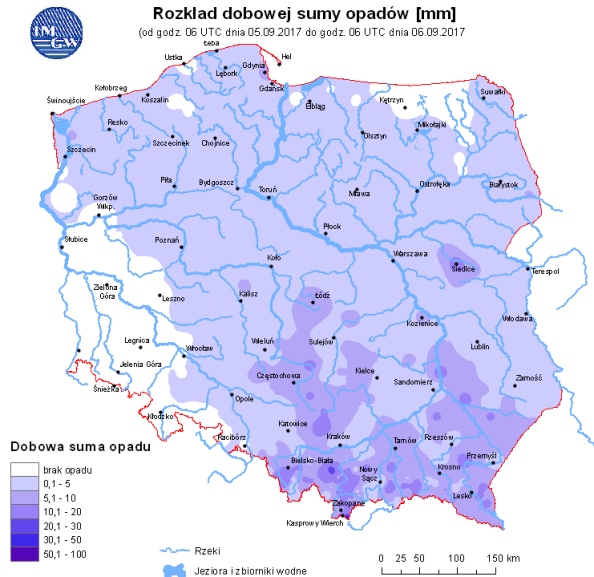 Rozkład dobowej sumy opadów [mm]
(od godz. 06 UTC dnia 05.09.2017 do godz. 06 UTC dnia 06.09.2017
IM
GW
Łeba
Ustka
Hel
Gdynia
Lębork
Gdańsk
Kołobrzeg
Koszalin
Elbląg
Kętrzyn
Suwałki
Świnoujście
Resko
Mikołajki
Szczecinek
Chojnice
Olsztyn
Szczecin
Piła
Bydgoszcz
Toruń
Mława
Ostrołęka
Białystok
Gorzów
Wlkp.
Płock
Słubice
Poznań
Koło
Warszawa
Siedlce
Terespol
Zielona
Góra
Leszno
Kalisz
Łódź
Kozienice
Włodawa
Legnica
Wrocław
Wieluń
Sulejów
Lublin
Jelenia Góra
Śnieżka
Częstochowa
Kielce
Sandomierz
Zamość
Opole
Kłodzko
Racibórz
Katowice
Kraków
Tarnów
Rzeszów
Przemyśl
Bielsko-Biała
Nowy
Sącz
Krosno
Lesko
Zakopane
Kasprowy Wierch
Dobowa suma opadu
brak opadu
0,1 - 5
5,1 - 10
10,1 - 20
20,1 - 30
30,1 - 50
50,1 - 100
Rzeki
Jeziora i zbiorniki wodne
0 25 50 100 150 km